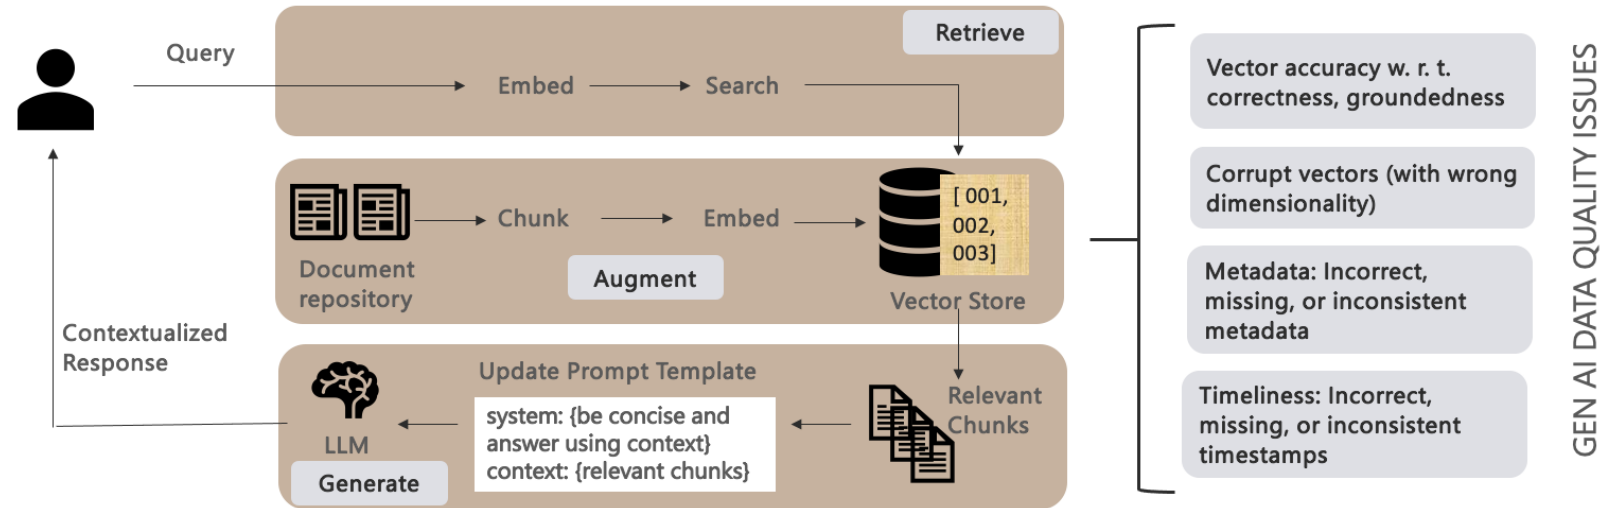 Query
Retrieve
Embed
Search
Document
repository
Chunk
Embed
Augment
[ 001,
002,
003]
Vector Store
Contextualized
Response
LLM
Generate
Update Prompt Template
system: {be concise and
answer using context}
context: {relevant chunks}
Relevant
Chunks
Vector accuracy w. r. t.
correctness, groundedness
Corrupt vectors (with wrong
dimensionality)
Metadata: Incorrect,
missing, or inconsistent
metadata
Timeliness: Incorrect,
missing, or inconsistent
timestamps
GEN AI DATA QUALITY ISSUES